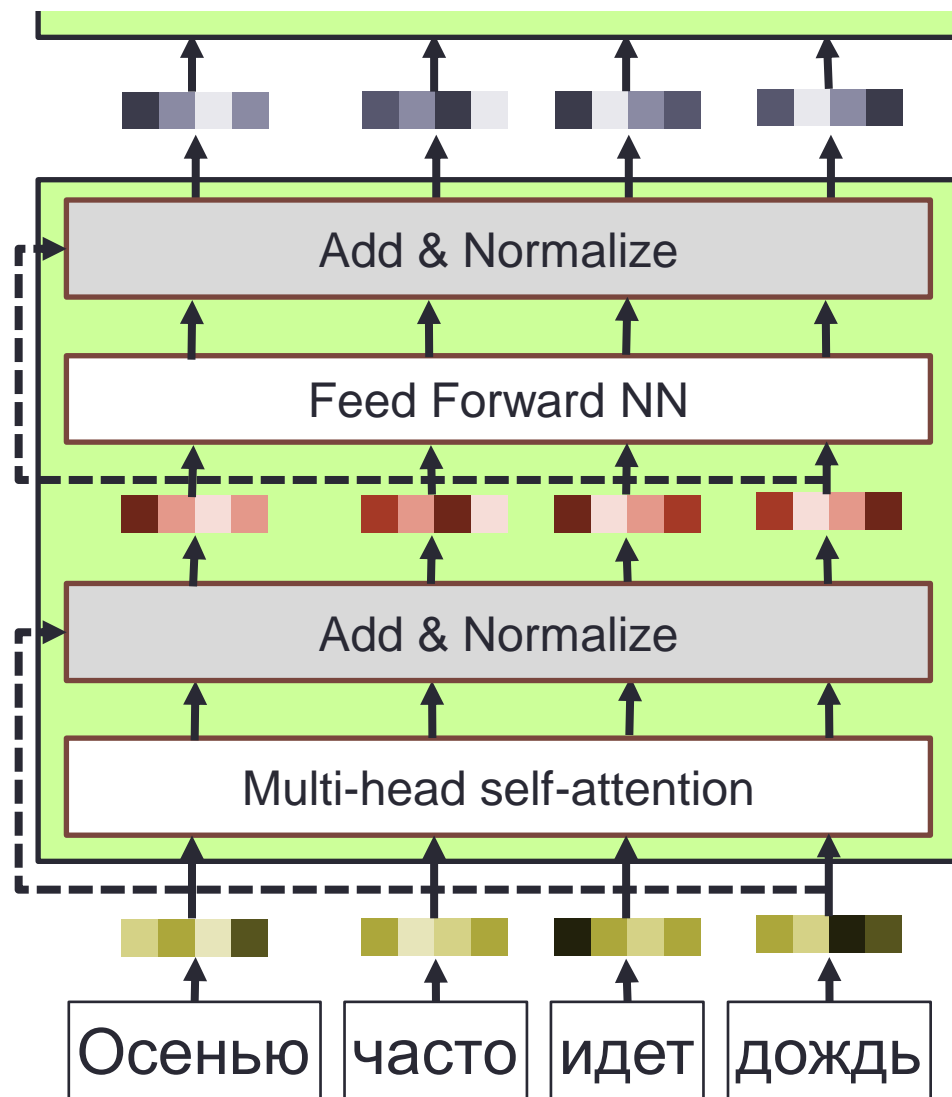 Add & Normalize
Feed Forward NN
Add & Normalize
Multi-head self-attention
Осенью часто идет дождь